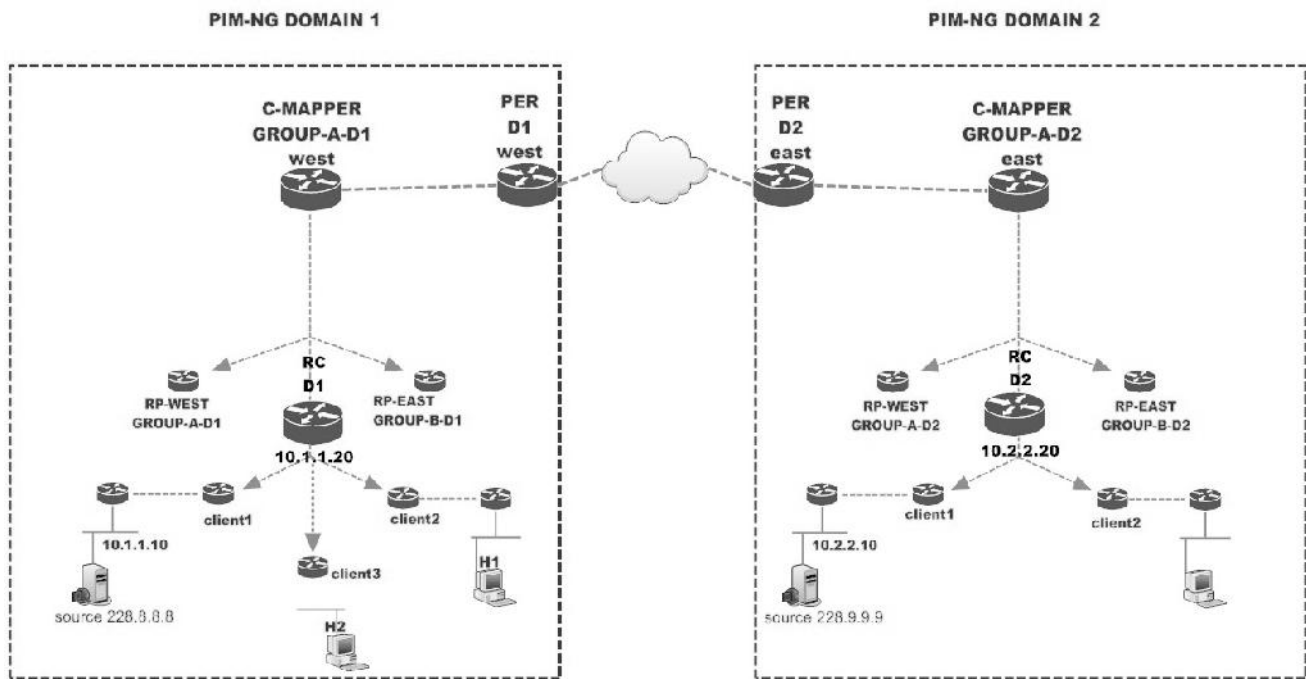 PIM-NG DOMAIN 1
PIM-NG DOMAIN 2
C-MAPPER
GROUP-A-D1
west
PER
D1
west
PER
D2
east
C-MAPPER
GROUP-A-D2
east
RP-WEST
GROUP-A-D1
RC
D1
RP-EAST
GROUP-B-D1
10.1.1.20
client1
client2
10.1.1.10
source 228.8.8.8
client3
H1
H2
RP-WEST
GROUP-A-D2
RC
D2
RP-EAST
GROUP-B-D2
10.2.2.20
client1
client2
10.2.2.10
source 228.9.9.9